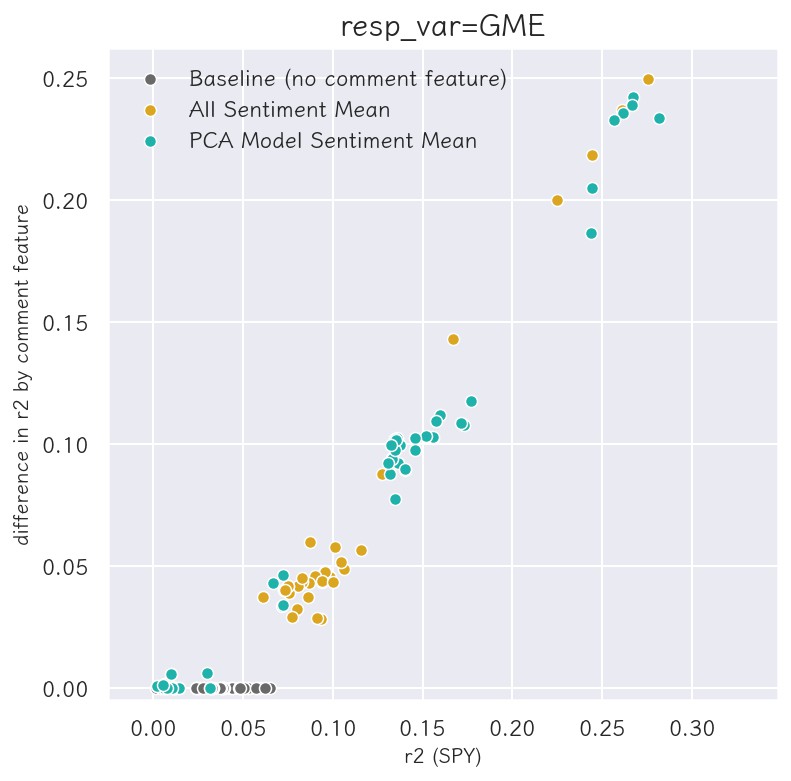 resp_var=GME
Baseline (no comment feature)
All Sentiment Mean
PCA Model Sentiment Mean
difference in r2 by comment feature
0.25
0.20
0.15
0.10
0.05
0.00
0.00 0.05 0.10 0.15 0.20 0.25 0.30
r2 (SPY)